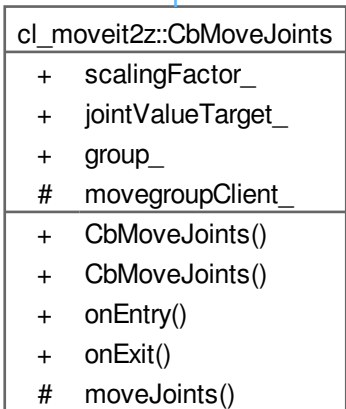 cl_moveit2z::CbMoveJoints
+ scalingFactor_
+ jointValueTarget_
+ group_
# movegroupClient_
+ CbMoveJoints()
+ CbMoveJoints()
+ onEntry()
+ onExit()
# moveJoints()